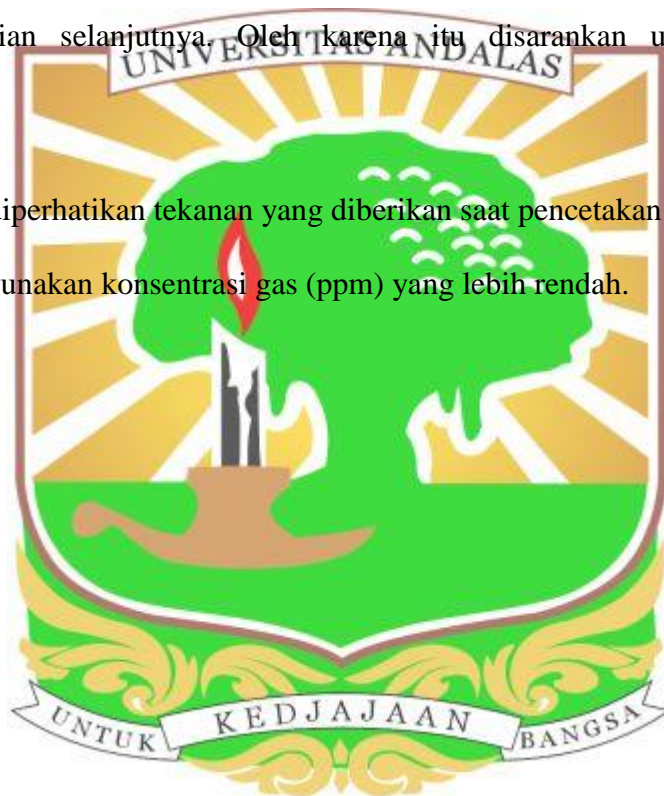 ian selanjutnya. Oleh karena itu disarankan u
UNIVERSITAS ANDALAS
diperhatikan tekanan yang diberikan saat pencetakan
unakan konsentrasi gas (ppm) yang lebih rendah.
UNTUK KEDJAJAAN BANGSA